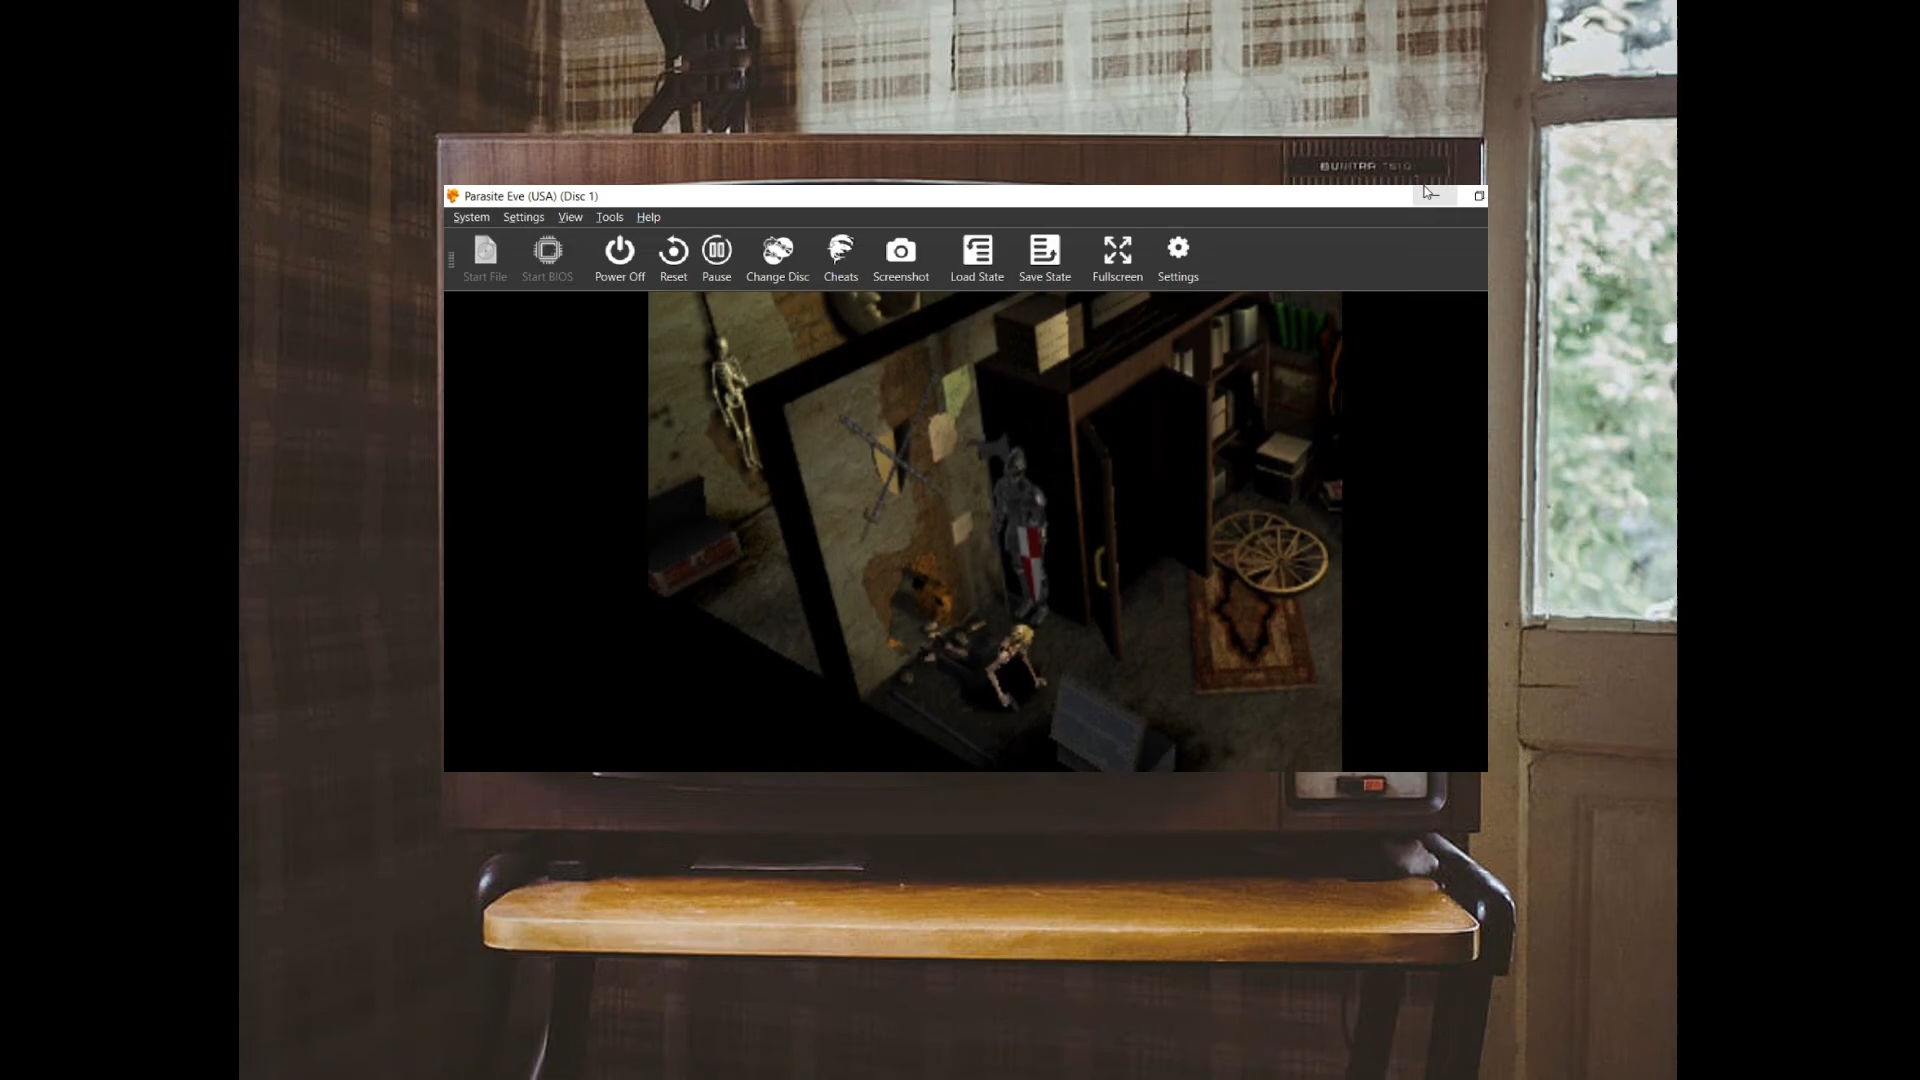 Parasite Eve (USA) (Disc 1)
System Settings View Tools Help
Start File Start BIOS Power Off Reset Pause Change Disc Cheats Screenshot Load State Save State Fullscreen Settings